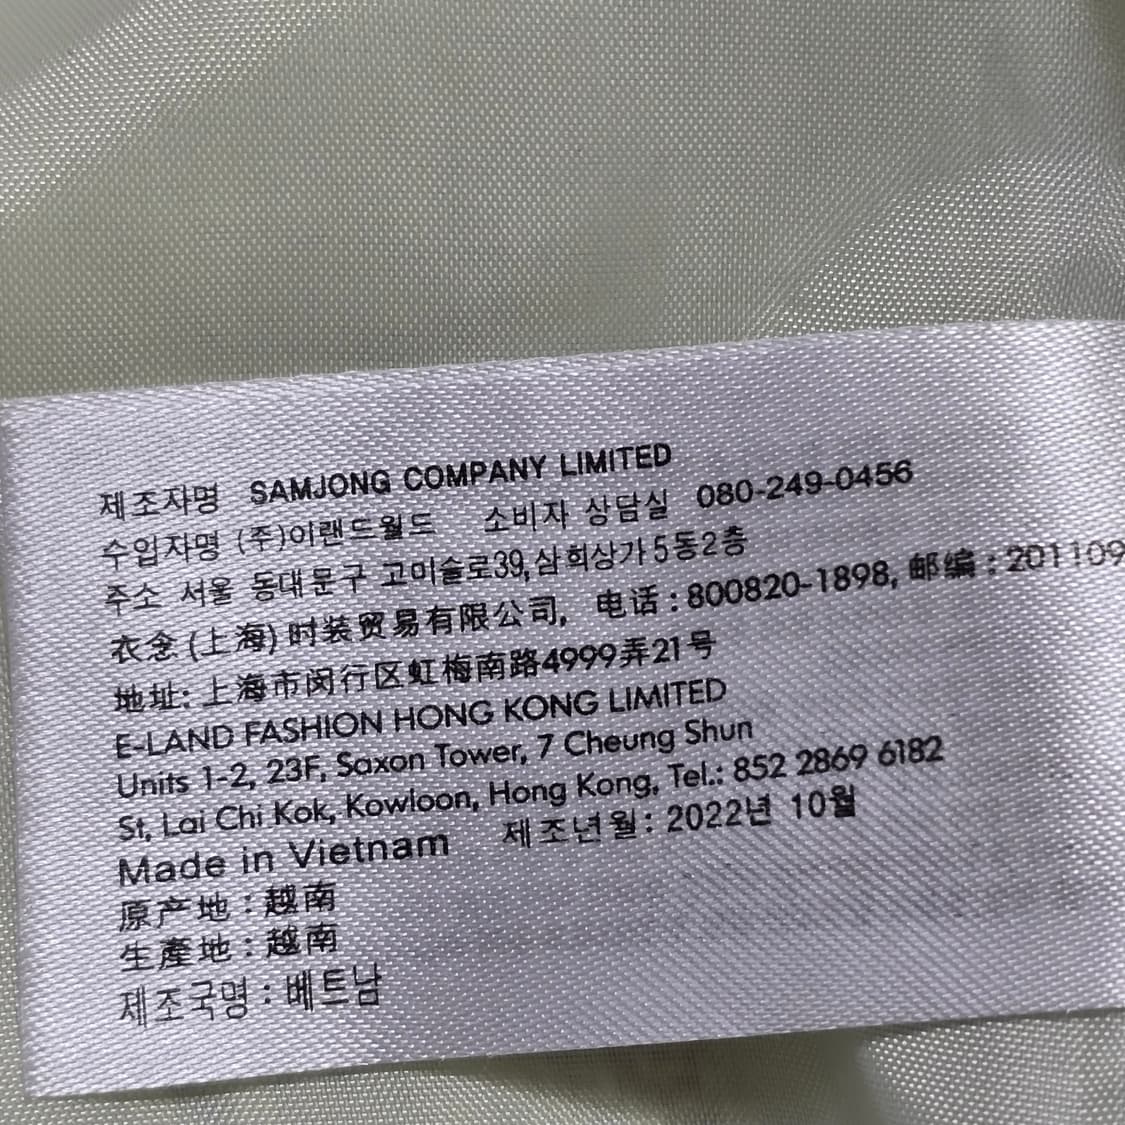 제조자명 SAMJONG COMPANY LIMITED
수입자명 (주)이랜드월드 소비자 상담실 080-249-0456
주소 서울 동대문구 고미술로39,삼희상가5동2층
衣念(上海)时装贸易有限公司, 电话:800820-1898, 邮编:201109
地址:上海市闵行区虹梅南路4999弄21号
E-LAND FASHION HONG KONG LIMITED
Units 1-2, 23F, Saxon Tower, 7 Cheung Shun
St, Lai Chi Kok, Kowloon, Hong Kong, Tel.: 852 2869 6182
Made in Vietnam 제조년월: 2022년 10월
原产地:越南
生產地:越南
제조국명:베트남